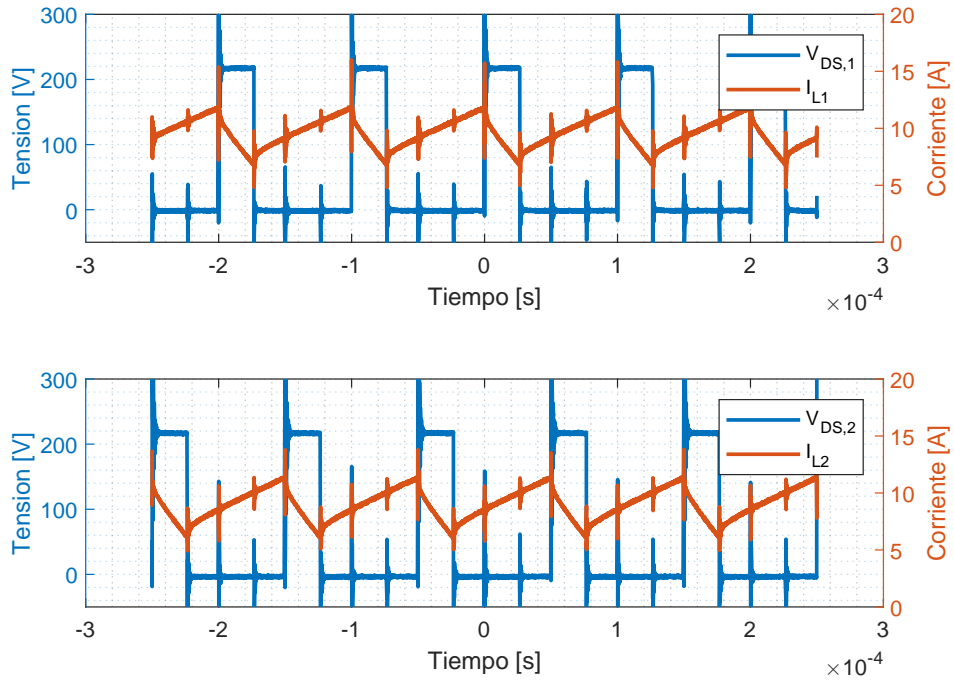 300
200
100
0
Tension [V]
20
15
10
5
0
Corriente [A]
V_DS,1
I_L1
-3 -2 -1 0 1 2 3
Tiempo [s]
×10^-4
300
200
100
0
Tension [V]
20
15
10
5
0
Corriente [A]
V_DS,2
I_L2
-3 -2 -1 0 1 2 3
Tiempo [s]
×10^-4